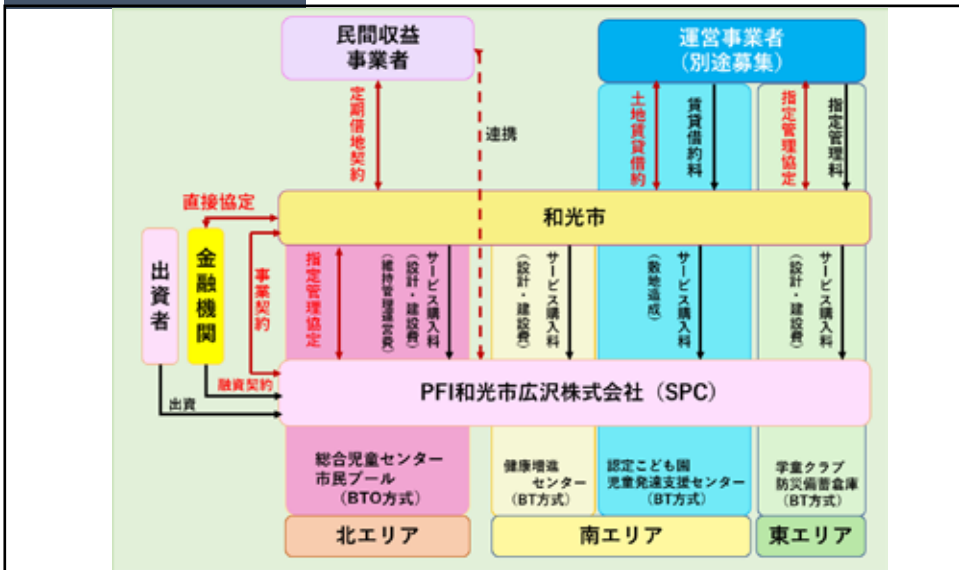 民間収益
事業者
運営事業者
(別途募集)
定期借地契約
連携
土地賃貸借約
賃貸借約料
指定管理協定
指定管理料
直接協定
和光市
出資者
金融機関
事業契約
指定管理協定
(維持管理運営費)
(設計・建設費)
サービス購入料
(設計・建設費)
サービス購入料
(敷地造成)
サービス購入料
(設計・建設費)
サービス購入料
融資契約
出資
PFI和光市広沢株式会社(SPC)
総合児童センター
市民プール
(BTO方式)
健康増進
センター
(BT方式)
認定こども園
児童発達支援センター
(BT方式)
学童クラブ
防災備蓄倉庫
(BT方式)
北エリア
南エリア
東エリア